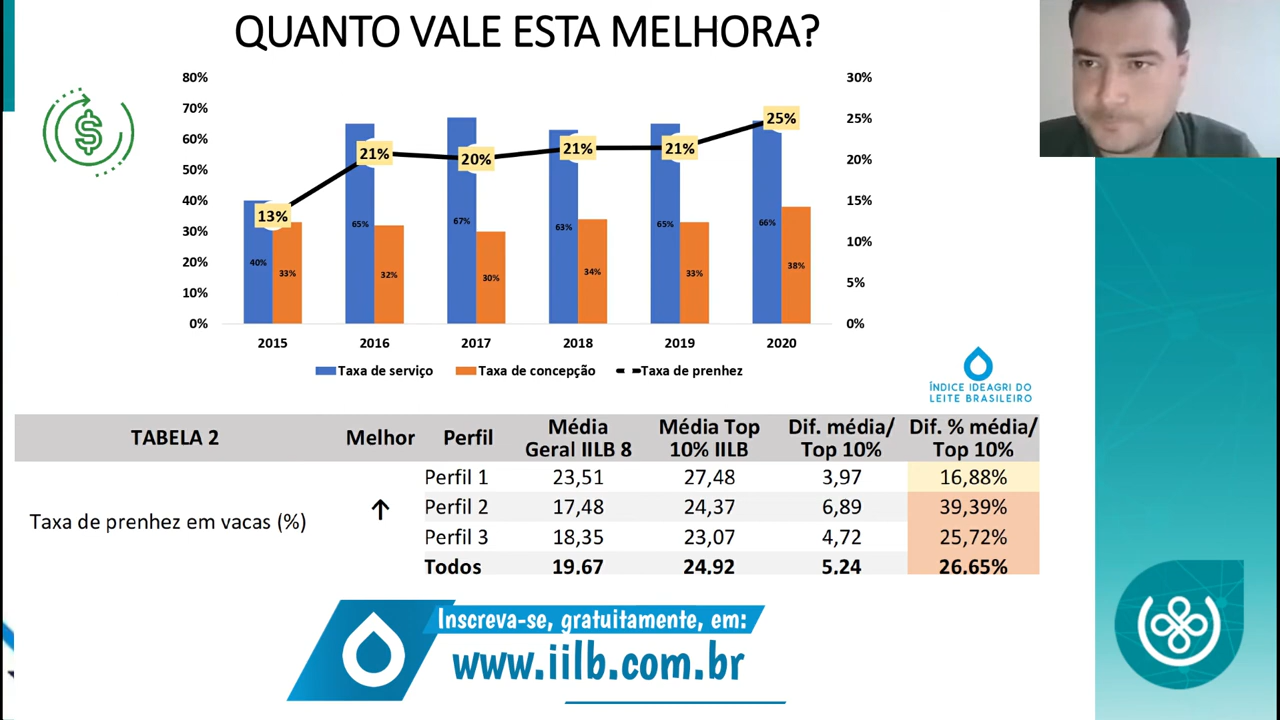 QUANTO VALE ESTA MELHORA?
80%
70%
60%
50%
40%
30%
20%
10%
0%
30%
25%
20%
15%
10%
5%
0%
13%
21%
20%
21%
21%
25%
40%
33%
65%
32%
67%
30%
63%
34%
65%
33%
66%
38%
2015
2016
2017
2018
2019
2020
Taxa de serviço
Taxa de concepção
Taxa de prenhez
ÍNDICE IDEAGRI DO
LEITE BRASILEIRO
TABELA 2
Melhor
Perfil
Média
Geral IILB 8
Média Top
10% IILB
Dif. média/
Top 10%
Dif. % média/
Top 10%
Taxa de prenhez em vacas (%)
↑
Perfil 1 23,51 27,48 3,97 16,88%
Perfil 2 17,48 24,37 6,89 39,39%
Perfil 3 18,35 23,07 4,72 25,72%
Todos 19,67 24,92 5,24 26,65%
Inscreva-se, gratuitamente, em:
www.iilb.com.br